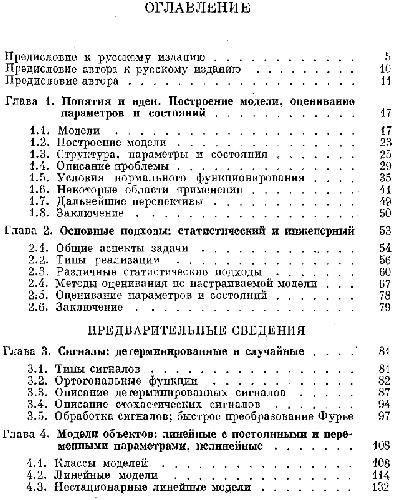 ОГЛАВЛЕНИЕ
Предисловие к русскому изданию . . . . . . . . . . . 5
Предисловие автора к русскому изданию . . . . . . . . 10
Предисловие автора . . . . . . . . . . . . . . . . . 11
Глава 1. Понятия и идеи. Построение модели, оценивание
параметров и состояний . . . . . . . . . . . 17
1.1. Модели . . . . . . . . . . . . . . . . . 17
1.2. Построение модели . . . . . . . . . . . . 23
1.3. Структура, параметры и состояния . . . . . . 25
1.4. Описание проблемы . . . . . . . . . . . . 29
1.5. Условия нормального функционирования . . . . 35
1.6. Некоторые области применения . . . . . . . 41
1.7. Дальнейшие перспективы . . . . . . . . . . 49
1.8. Заключение . . . . . . . . . . . . . . . 50
Глава 2. Основные подходы: статистический и инженерный 53
2.1. Общие аспекты задачи . . . . . . . . . . . 54
2.2. Типы реализации . . . . . . . . . . . . . 56
2.3. Различные статистические подходы . . . . . . 60
2.4. Методы оценивания по настраиваемой модели . . . 67
2.5. Оценивание параметров и состояний . . . . . . 78
2.6. Заключение . . . . . . . . . . . . . . . 79
ПРЕДВАРИТЕЛЬНЫЕ СВЕДЕНИЯ
Глава 3. Сигналы: детерминированные и случайные . . . . 81
3.1. Типы сигналов . . . . . . . . . . . . . . 81
3.2. Ортогональные функции . . . . . . . . . . 82
3.3. Описание детерминированных сигналов . . . . . 87
3.4. Описание стохастических сигналов . . . . . . 94
3.5. Обработка сигналов; быстрое преобразование Фурье 97
Глава 4. Модели объектов: линейные с постоянными и пере-
менными параметрами, нелинейные . . . . . . . 108
4.1. Классы моделей . . . . . . . . . . . . . 108
4.2. Линейные модели . . . . . . . . . . . . . 114
4.3. Нестационарные линейные модели . . . . . . . 132